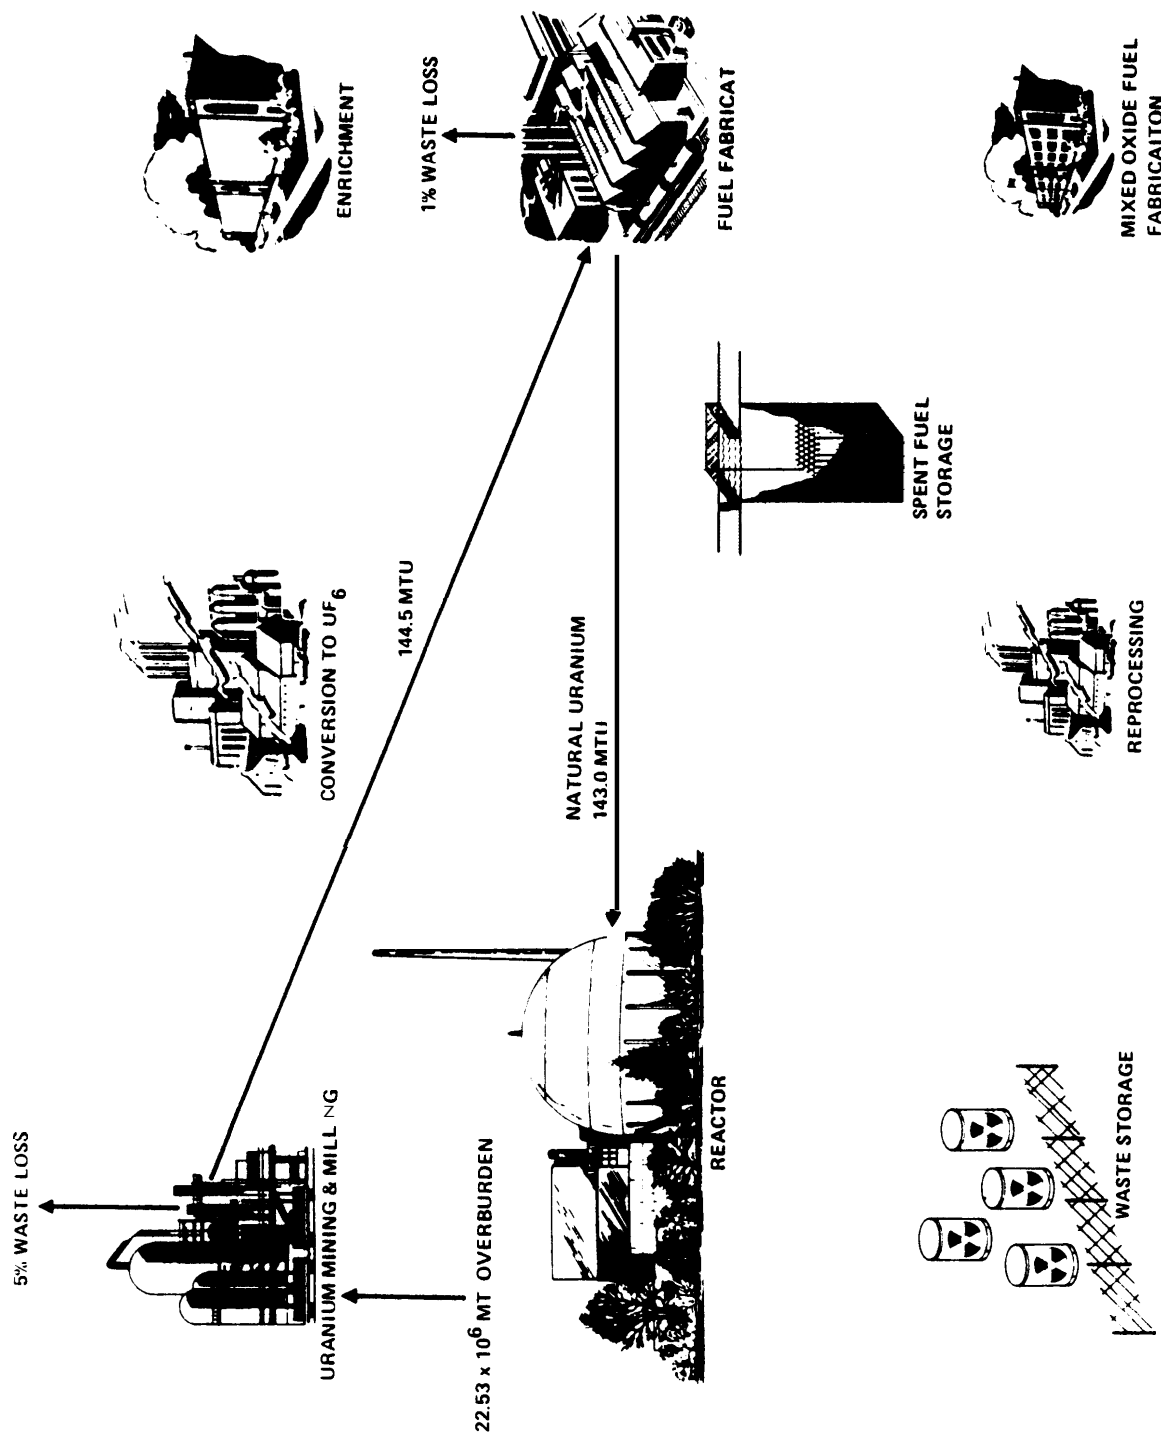 5% WASTE LOSS
URANIUM MINING & MILL NG
22.53 x 10⁶ MT OVERBURDEN
CONVERSION TO UF₆
144.5 MTU
ENRICHMENT
1% WASTE LOSS
FUEL FABRICAT
NATURAL URANIUM
143.0 MTU
REACTOR
SPENT FUEL
STORAGE
WASTE STORAGE
REPROCESSING
MIXED OXIDE FUEL
FABRICAITON